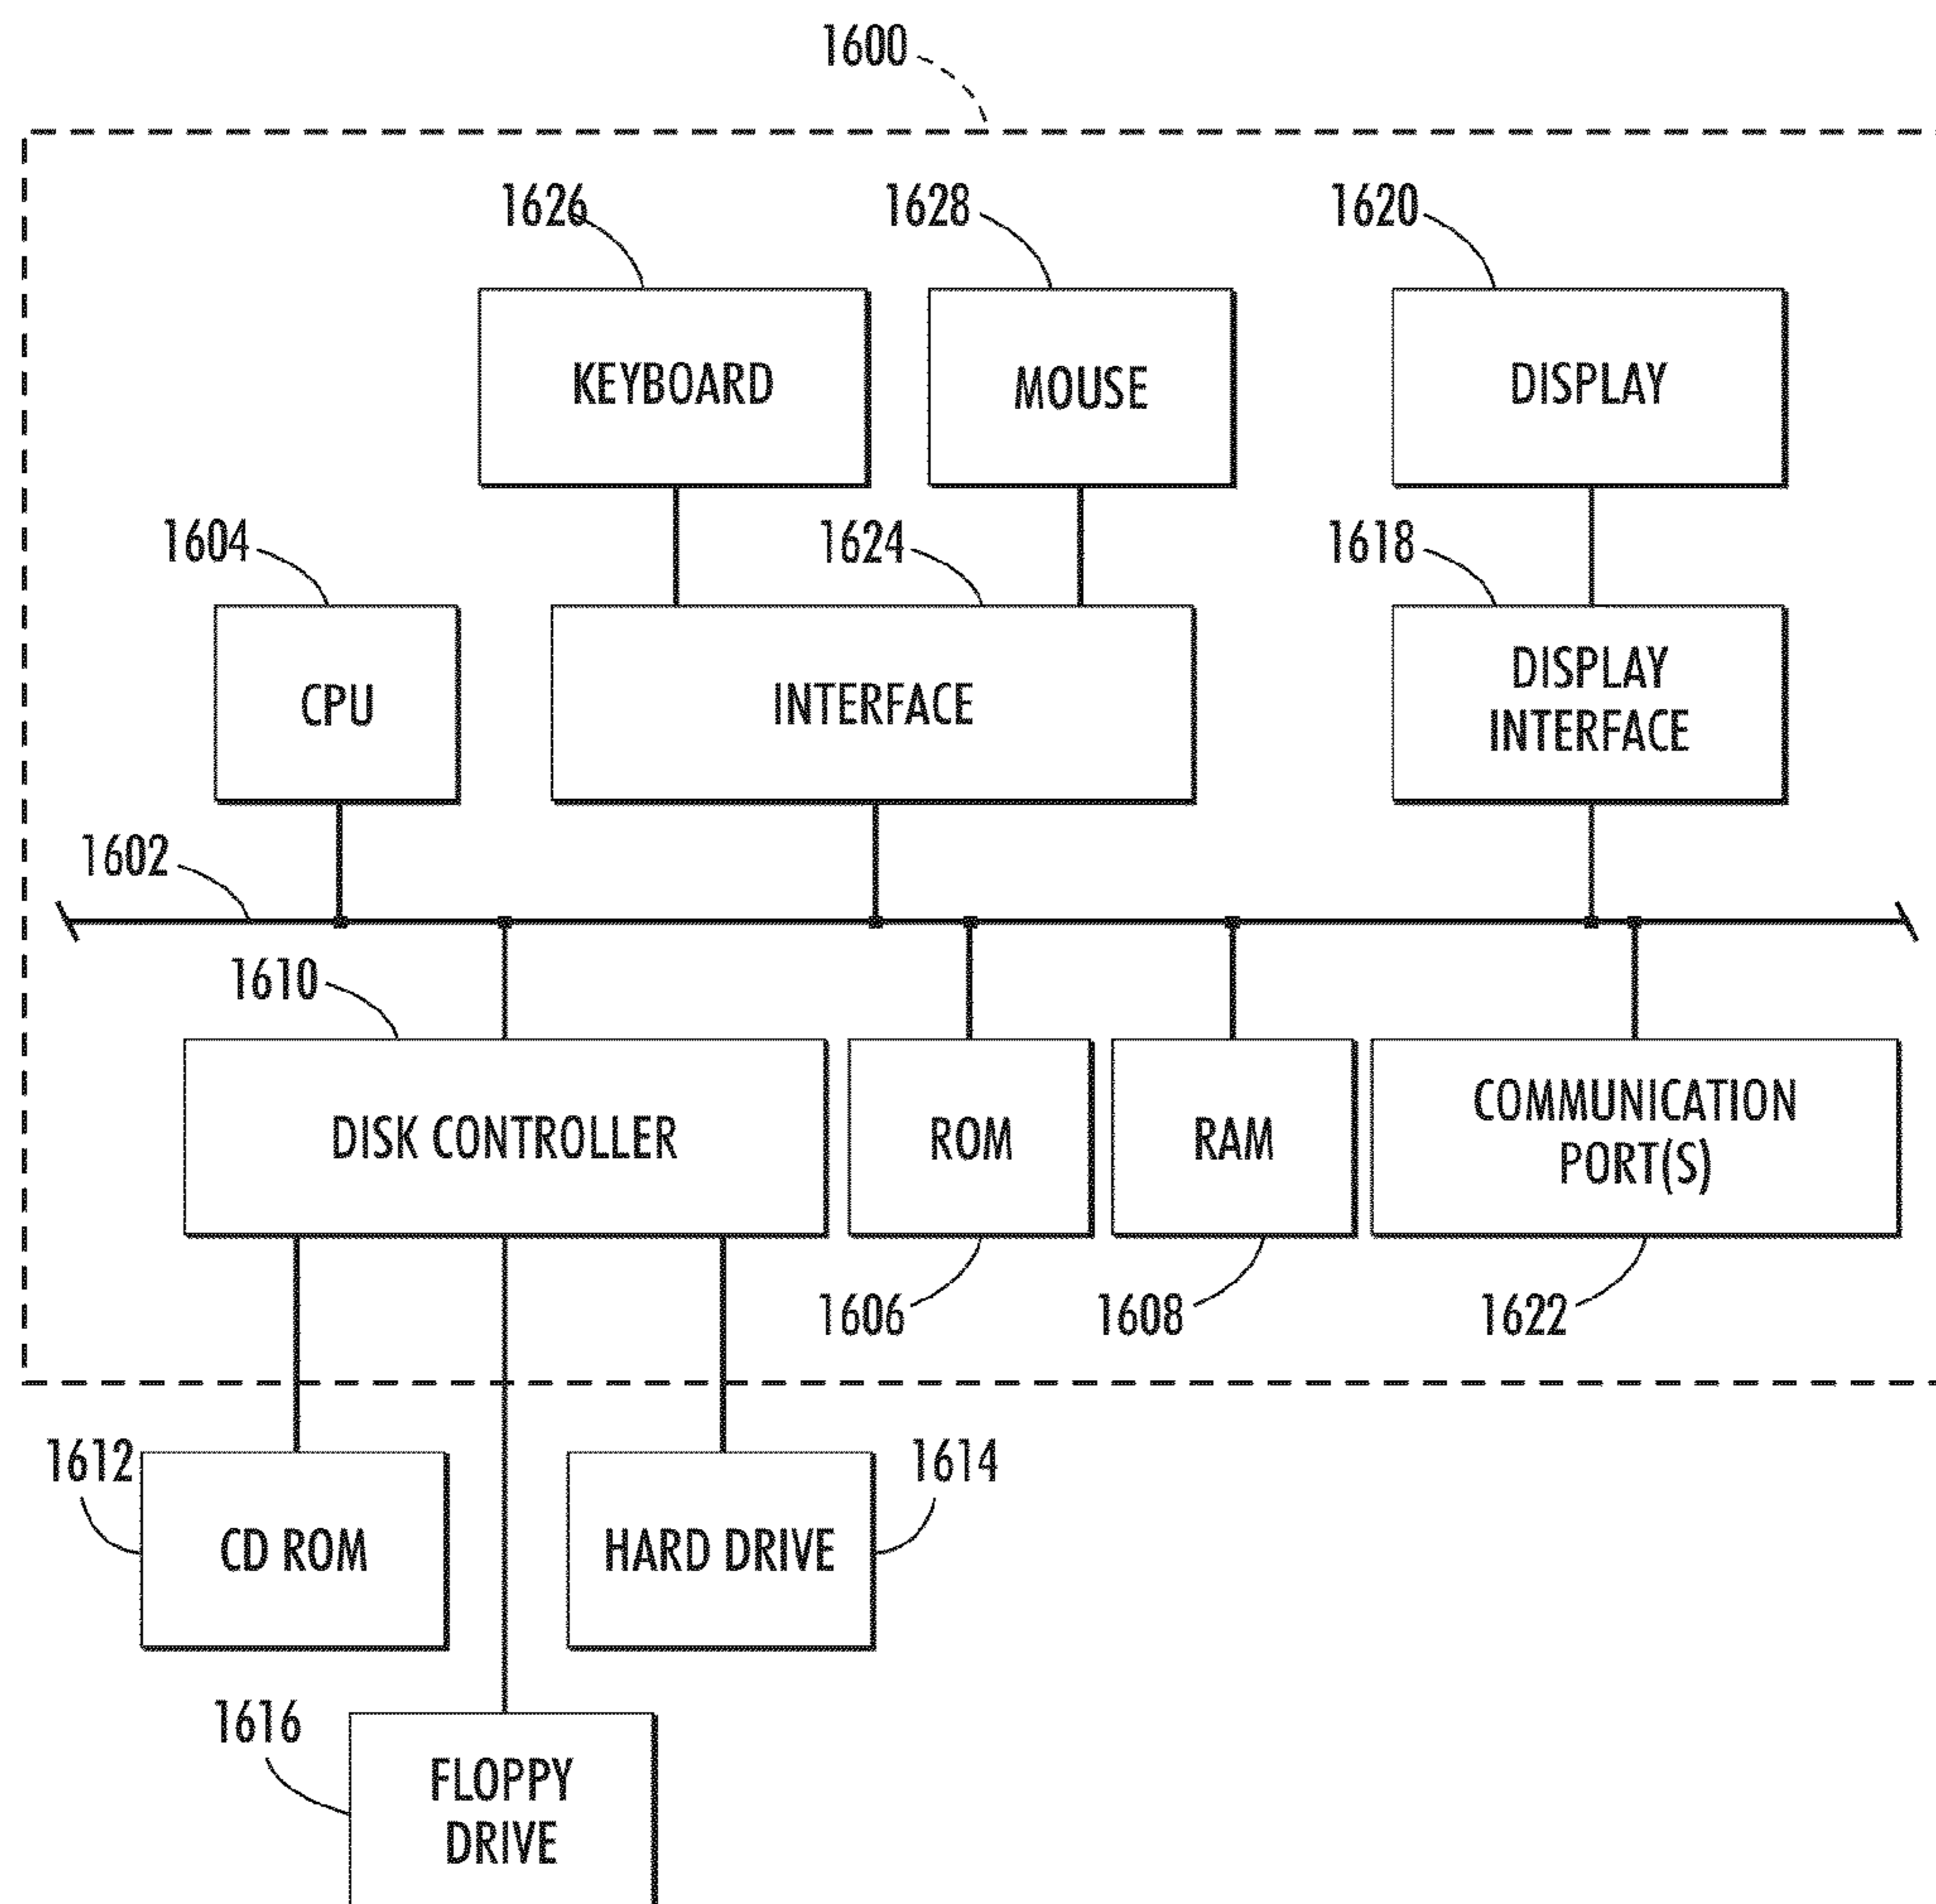 1600
1626
1628
1620
KEYBOARD
MOUSE
DISPLAY
1604
1624
1618
CPU
INTERFACE
DISPLAY
INTERFACE
1602
1610
DISK CONTROLLER
ROM
RAM
COMMUNICATION
PORT(S)
1606
1608
1622
1612
1614
CD ROM
HARD DRIVE
1616
FLOPPY
DRIVE